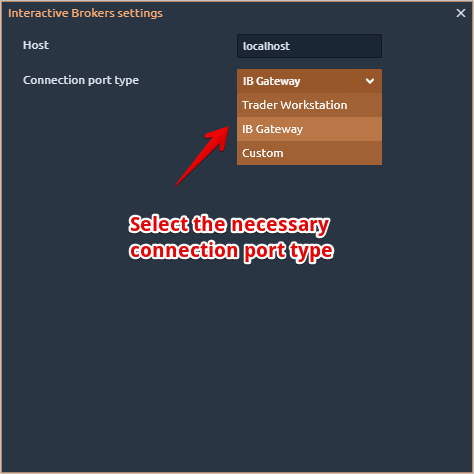 Interactive Brokers settings
Host localhost
Connection port type IB Gateway
Trader Workstation
IB Gateway
Custom
Select the necessary
connection port type